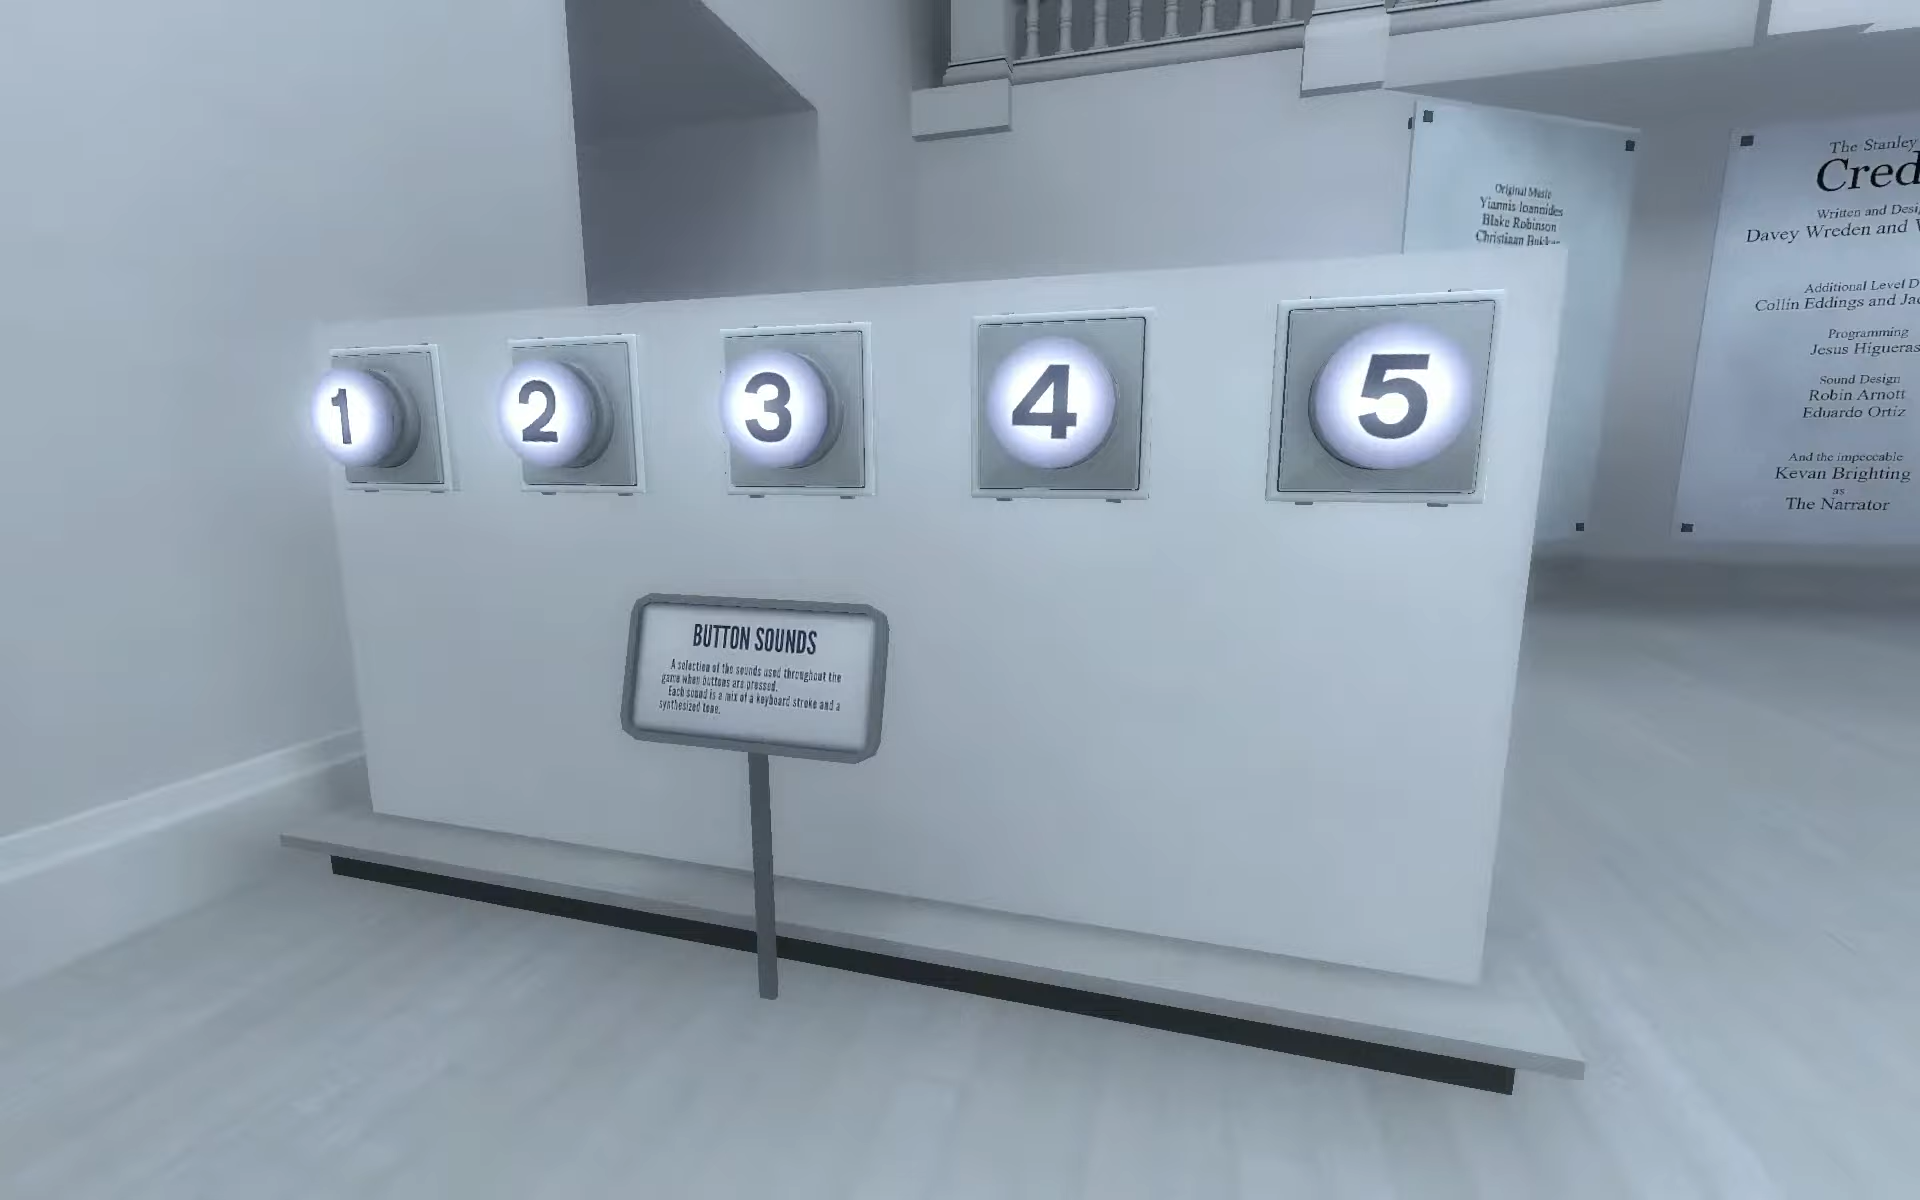 1
2
3
4
5
BUTTON SOUNDS
A selection of the sounds used throughout the
game when buttons are pressed.
Each sound is a mix of a keyboard stroke and a
synthesized tone.
Original Music
Yiannis Ioannides
Blake Robinson
Christiaan
The Stanley
Cred
Written and
Davey Wreden and
Additional Level D
Collin Eddings and
Programming
Jesus Higueras
Sound Design
Robin Arnott
Eduardo Ortiz
And the impeccable
Kevan Brighting
as
The Narrator